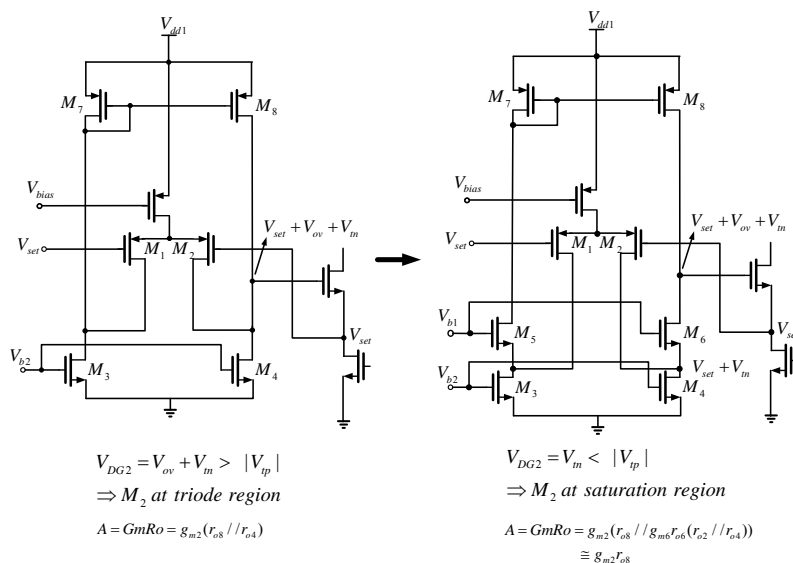 V_dd1
M_7
M_8
V_bias
V_set
M_1
M_2
V_set + V_ov + V_tn
V_set
V_b2
M_3
M_4
V_DG2 = V_ov + V_tn > |V_tp|
⇒ M_2 at triode region
A = GmRo = g_m2(r_o8 // r_o4)
V_dd1
M_7
M_8
V_bias
V_set
M_1
M_2
V_set + V_ov + V_tn
V_b1
M_5
M_6
V_se
V_b2
M_3
M_4
V_set + V_tn
V_DG2 = V_tn < |V_tp|
⇒ M_2 at saturation region
A = GmRo = g_m2(r_o8 // g_m6 r_o6 (r_o2 // r_o4))
≅ g_m2 r_o8